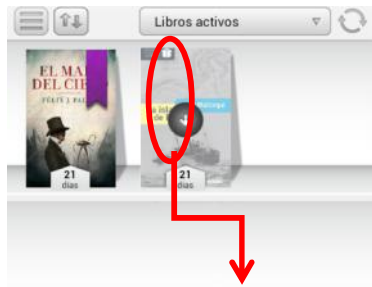 Libros activos
EL MA
DEL CIE
FÉLIX J. PAL
21
días
21
días